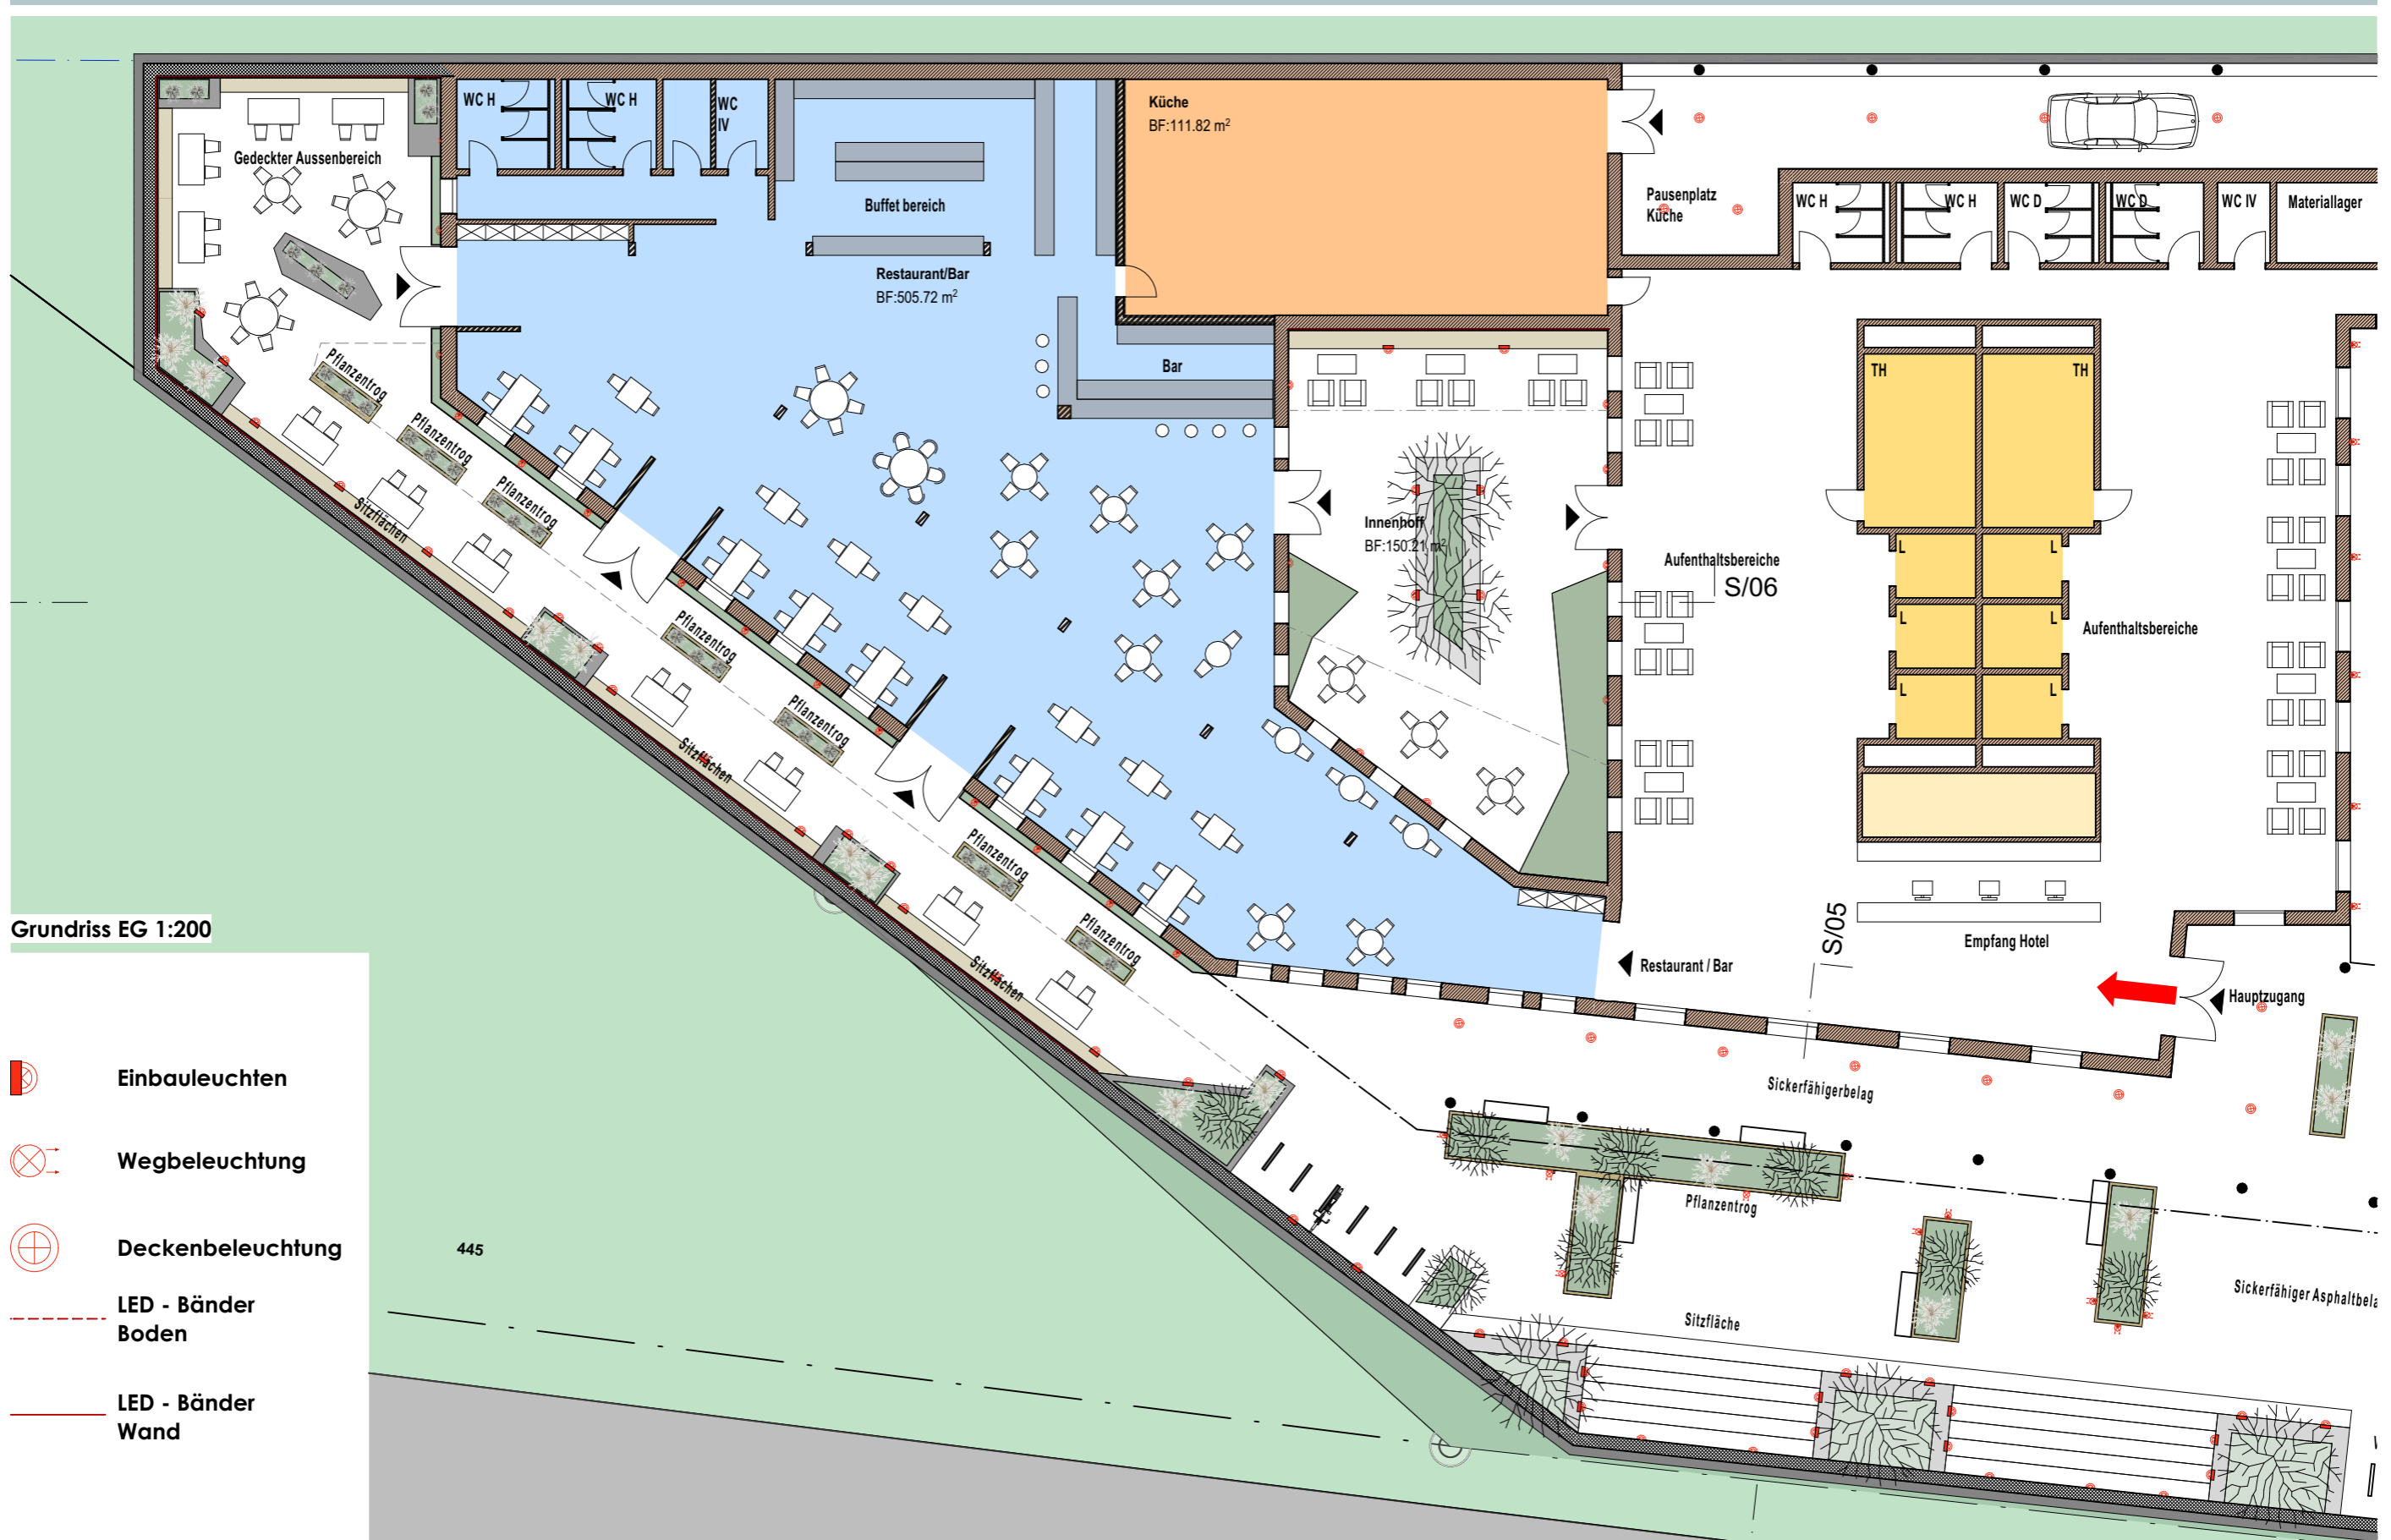 WC H
WC H
WC
IV
Küche
BF:111.82 m²
Gedeckter Aussenbereich
Buffet bereich
Pausenplatz
Küche
WC H
WC H
WC D
WC D
WC IV
Materiallager
Restaurant/Bar
BF:505.72 m²
Bar
TH
TH
Pflanzentrog
Pflanzentrog
Pflanzentrog
Sitzflächen
Innenhoff
BF:150.21 m²
Aufenthaltsbereiche
S/06
L
L
L
L
L
L
Aufenthaltsbereiche
Pflanzentrog
Pflanzentrog
Sitzflächen
Pflanzentrog
Pflanzentrog
Sitzflächen
Grundriss EG 1:200
S/05
Empfang Hotel
Restaurant / Bar
Hauptzugang
Sickerfähigerbelag
Pflanzentrog
Sitzfläche
Sickerfähiger Asphaltbela
445
Einbauleuchten
Wegbeleuchtung
Deckenbeleuchtung
LED - Bänder
Boden
LED - Bänder
Wand